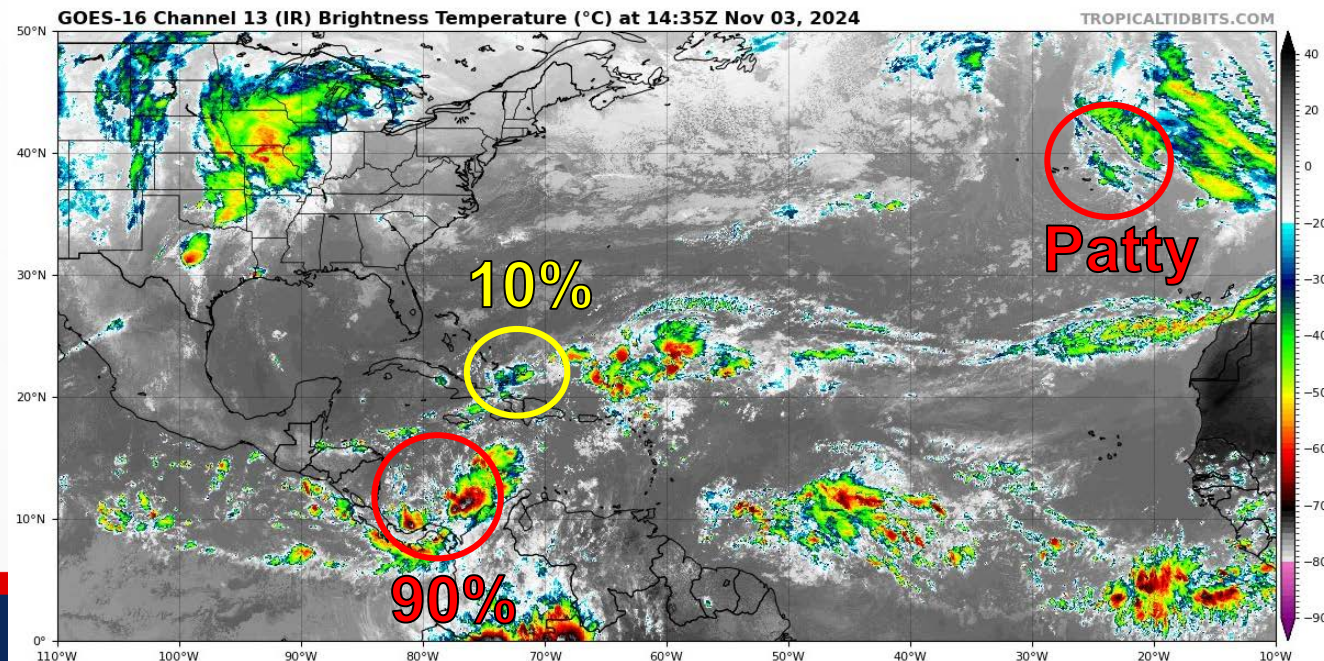 GOES-16 Channel 13 (IR) Brightness Temperature (°C) at 14:35Z Nov 03, 2024
TROPICALTIDBITS.COM
50°N
40°N
30°N
20°N
10°N
0°
110°W 100°W 90°W 80°W 70°W 60°W 50°W 40°W 30°W 20°W 10°W
Patty
10%
90%
40
20
0
−20
−30
−40
−50
−60
−70
−80
−90